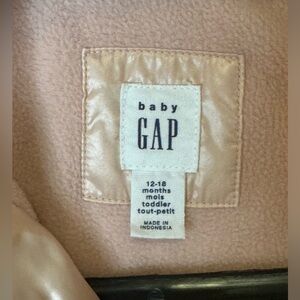 baby
GAP
12-18
months
mois
toddler
tout-petit
MADE IN
INDONESIA